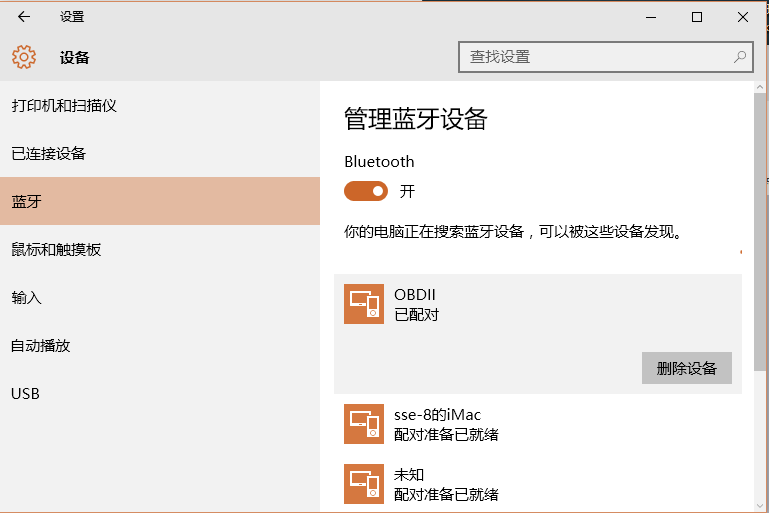 设置
设备
查找设置
打印机和扫描仪
已连接设备
蓝牙
鼠标和触摸板
输入
自动播放
USB
管理蓝牙设备
Bluetooth
开
你的电脑正在搜索蓝牙设备，可以被这些设备发现。
OBDII
已配对
删除设备
sse-8的iMac
配对准备已就绪
未知
配对准备已就绪